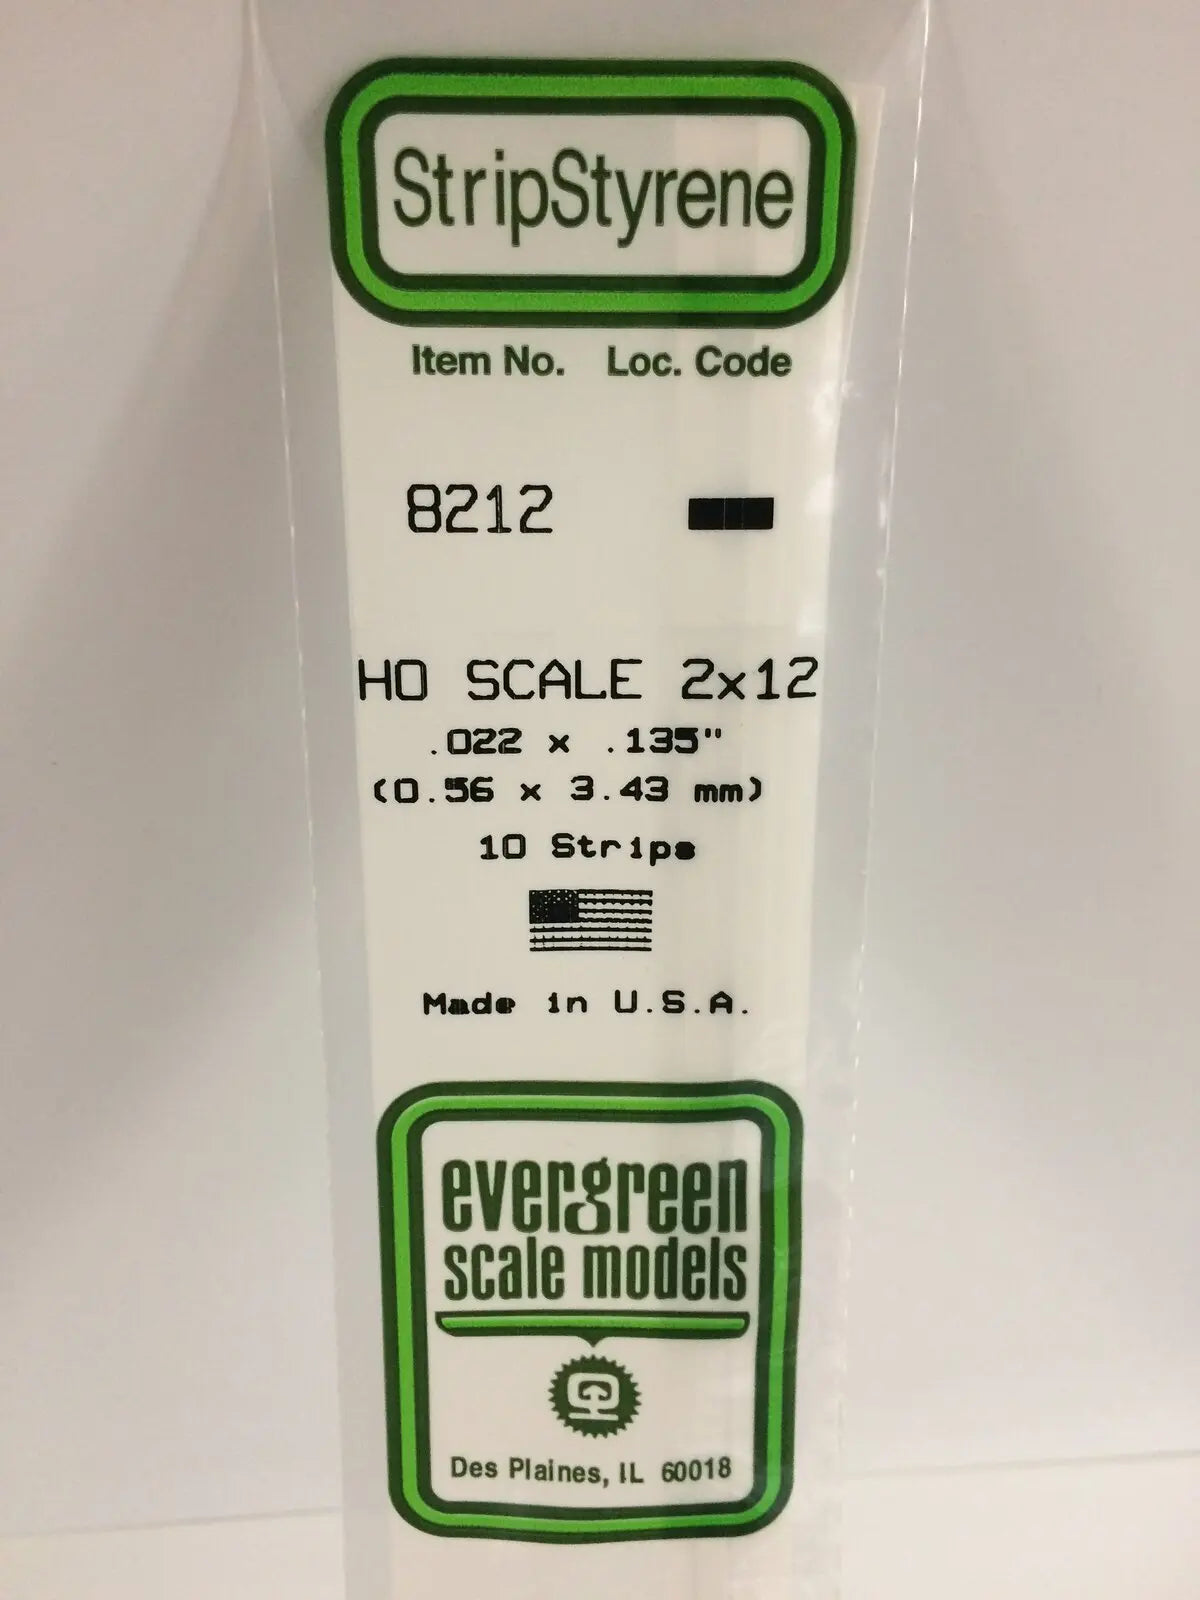 StripStyrene
Item No. Loc. Code
8212
HO SCALE 2x12
.022 x .135"
(0.56 x 3.43 mm)
10 Strips
Made in U.S.A.
evergreen
scale models
Des Plaines, IL 60018